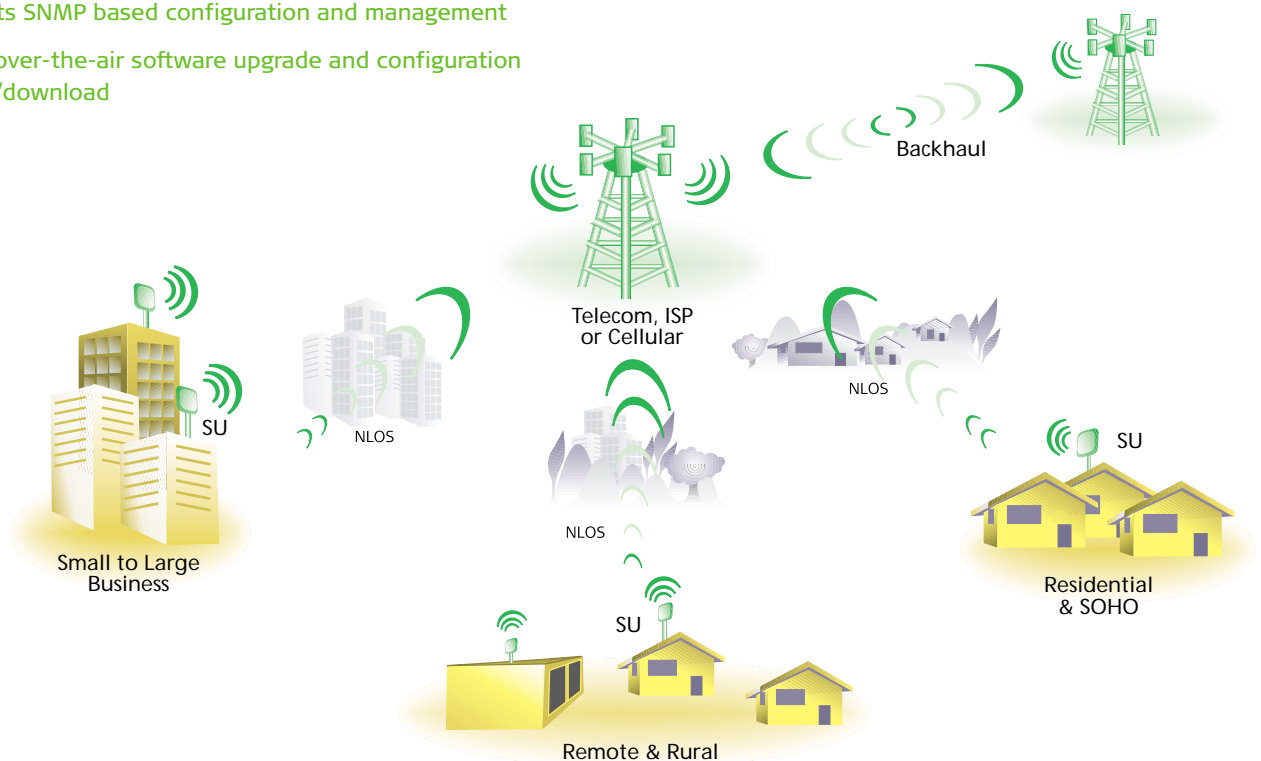 ts SNMP based configuration and management
over-the-air software upgrade and configuration
/download
Backhaul
Telecom, ISP
or Cellular
NLOS
SU
NLOS
SU
NLOS
Small to Large
Business
Residential
& SOHO
SU
Remote & Rural